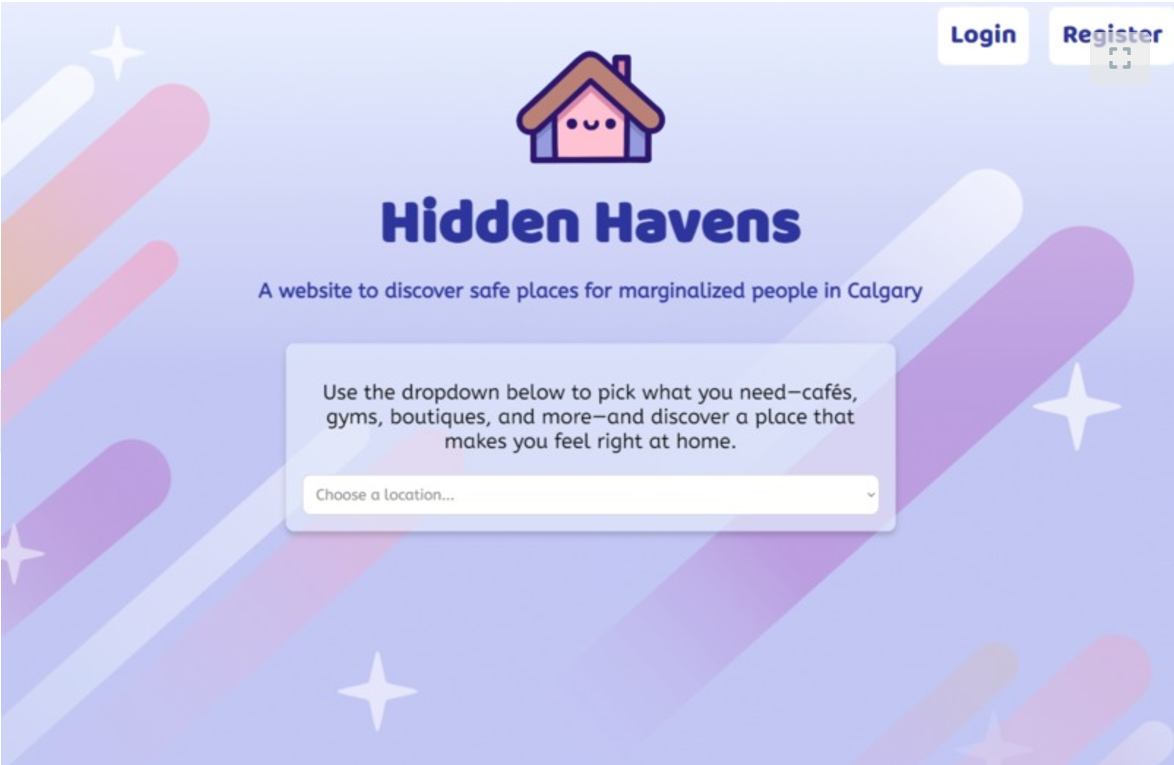 Login Register
Hidden Havens
A website to discover safe places for marginalized people in Calgary
Use the dropdown below to pick what you need—cafés,
gyms, boutiques, and more—and discover a place that
makes you feel right at home.
Choose a location...